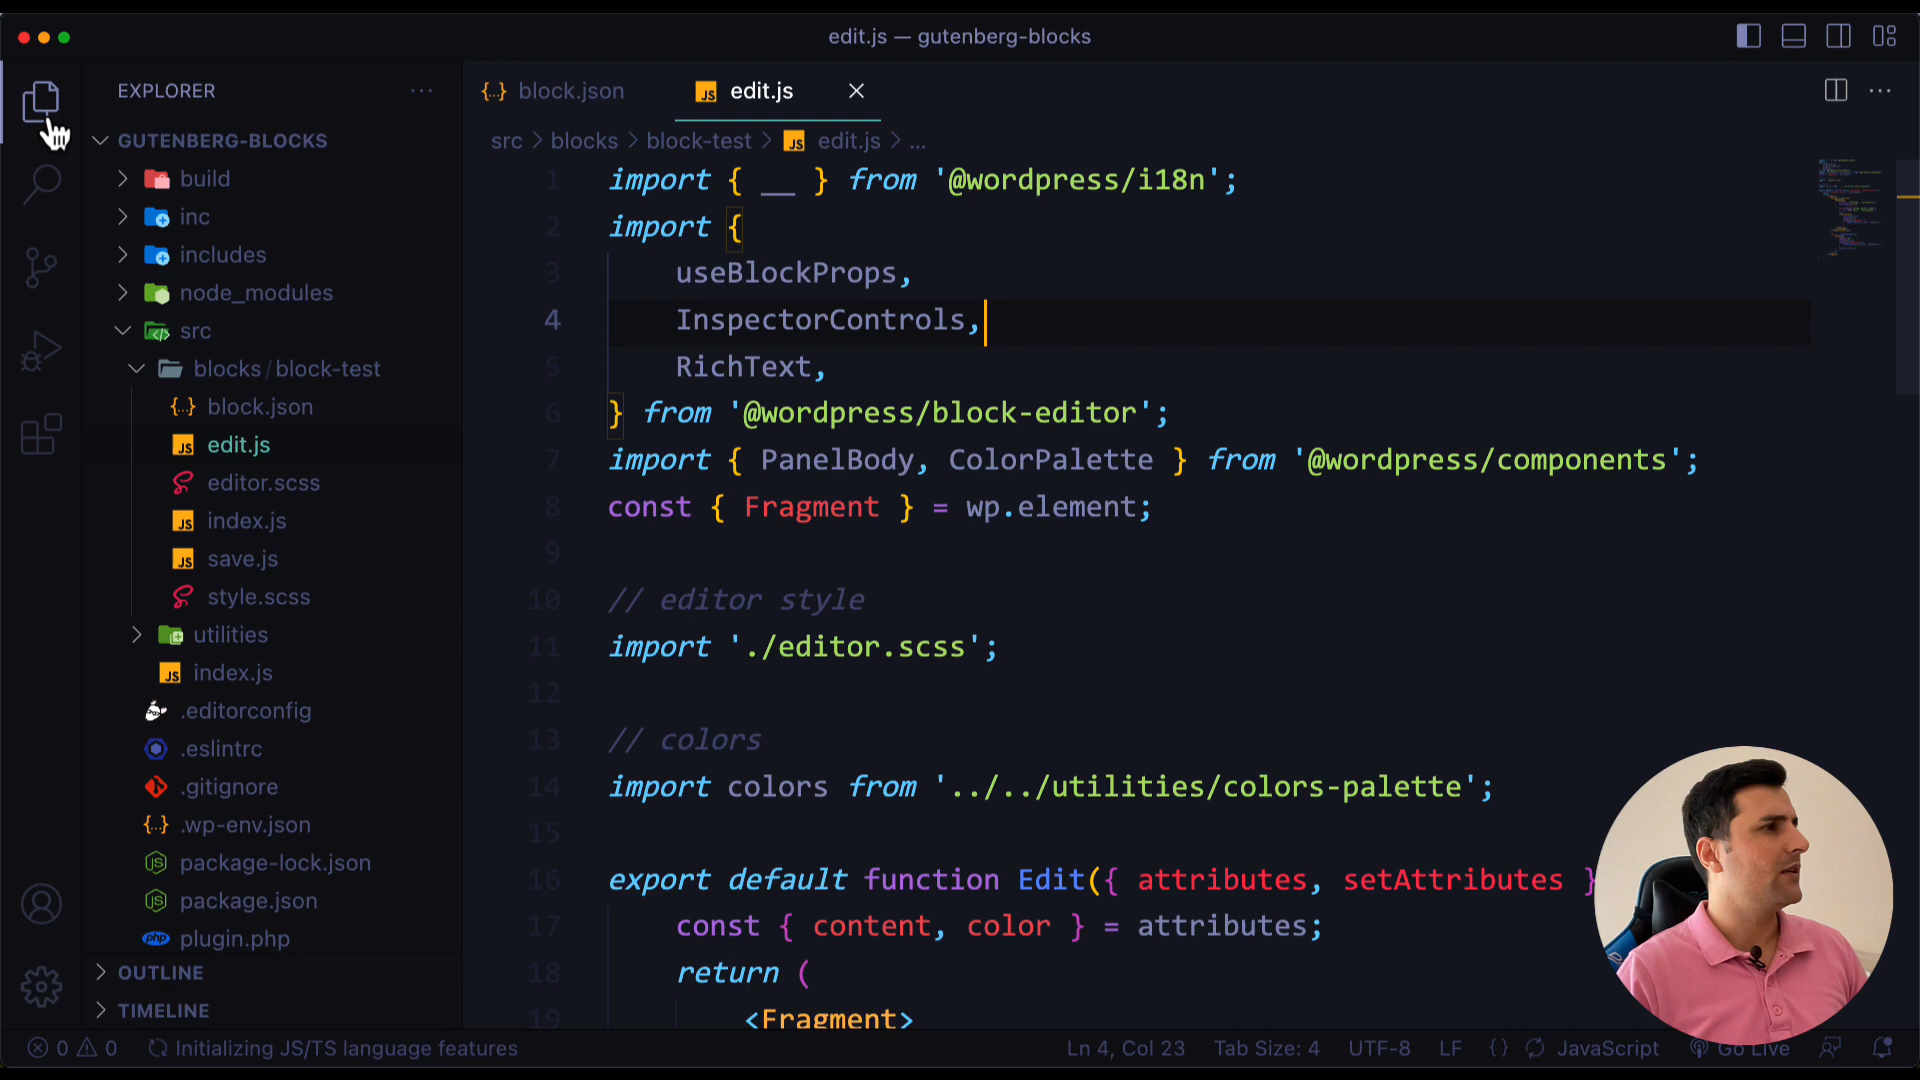 edit.js — gutenberg-blocks
EXPLORER
GUTENBERG-BLOCKS
build
inc
includes
node_modules
src
blocks / block-test
block.json
edit.js
editor.scss
index.js
save.js
style.scss
utilities
index.js
.editorconfig
.eslintrc
.gitignore
.wp-env.json
package-lock.json
package.json
plugin.php
OUTLINE
TIMELINE
block.json
edit.js
src > blocks > block-test > JS edit.js > ...
1 import { __ } from '@wordpress/i18n';
2 import {
3 useBlockProps,
4 InspectorControls,
5 RichText,
6 } from '@wordpress/block-editor';
7 import { PanelBody, ColorPalette } from '@wordpress/components';
8 const { Fragment } = wp.element;
9
10 // editor style
11 import './editor.scss';
12
13 // colors
14 import colors from '../../utilities/colors-palette';
15
16 export default function Edit({ attributes, setAttributes }
17 const { content, color } = attributes;
18 return (
19 <Fragment>
0 0 Initializing JS/TS language features
Ln 4, Col 23 Tab Size: 4 UTF-8 LF {} JavaScript Go Live